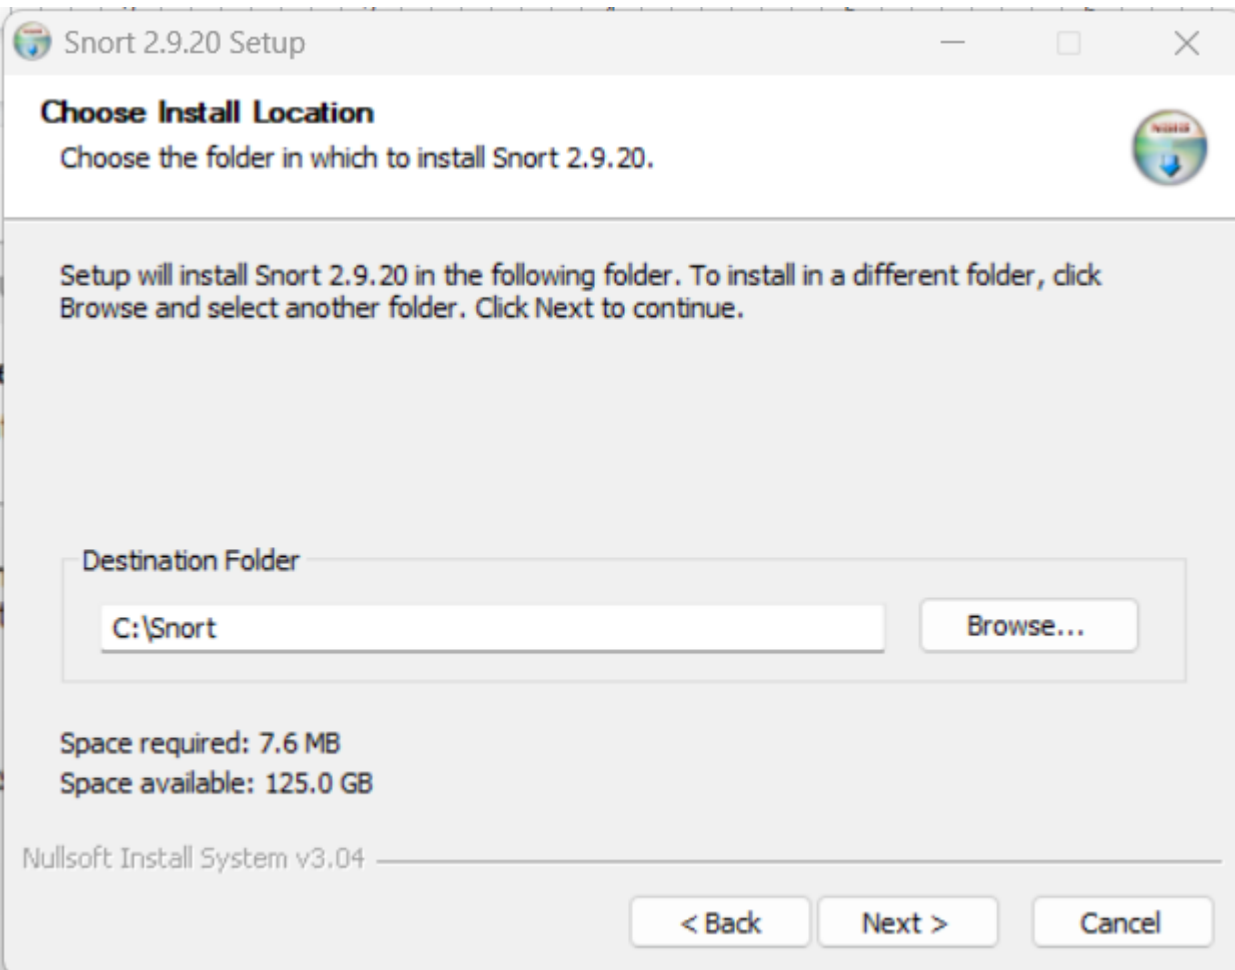 Snort 2.9.20 Setup
Choose Install Location
Choose the folder in which to install Snort 2.9.20.
Setup will install Snort 2.9.20 in the following folder. To install in a different folder, click
Browse and select another folder. Click Next to continue.
Destination Folder
C:\Snort
Browse...
Space required: 7.6 MB
Space available: 125.0 GB
Nullsoft Install System v3.04
< Back
Next >
Cancel